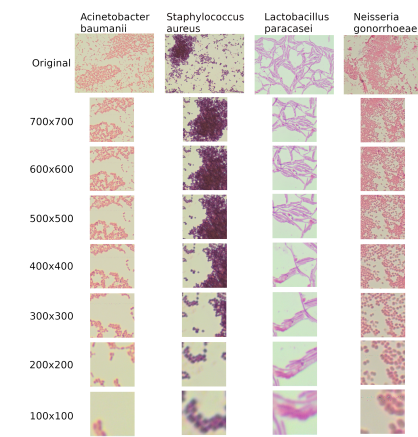 Acinetobacter baumanii
Staphylococcus aureus
Lactobacillus paracasei
Neisseria gonorrhoeae
Original
700x700
600x600
500x500
400x400
300x300
200x200
100x100